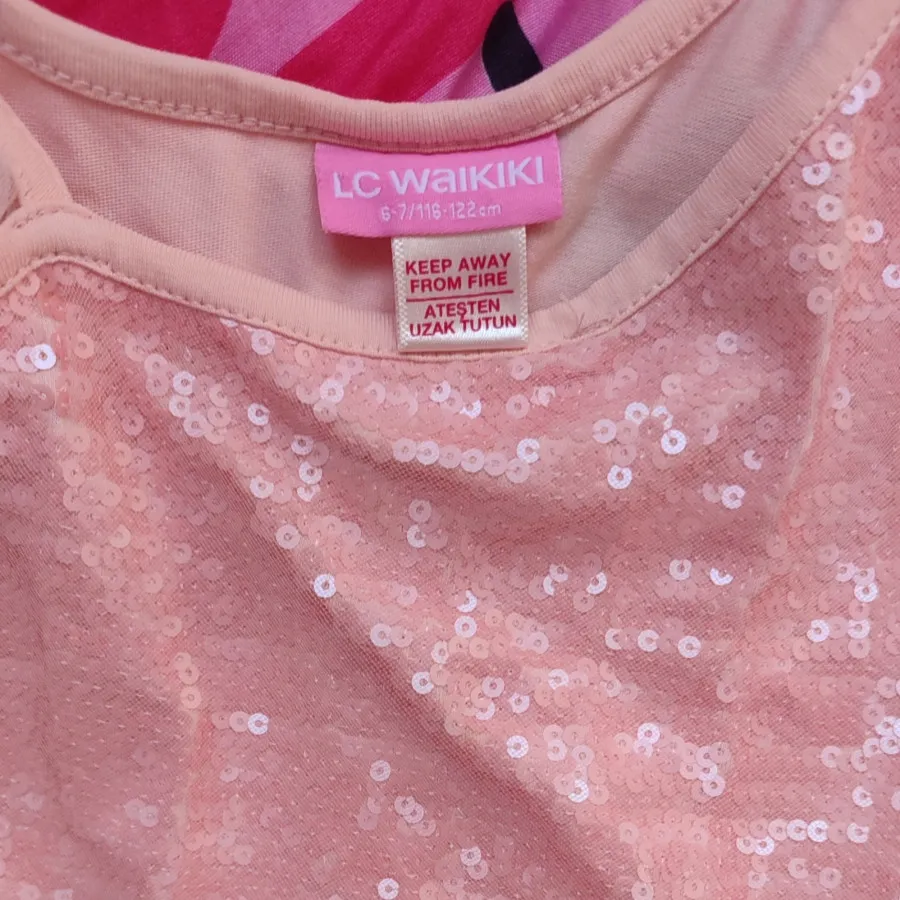 LC WAIKIKI
6-7/116-122cm
KEEP AWAY
FROM FIRE
ATEŞTEN
UZAK TUTUN